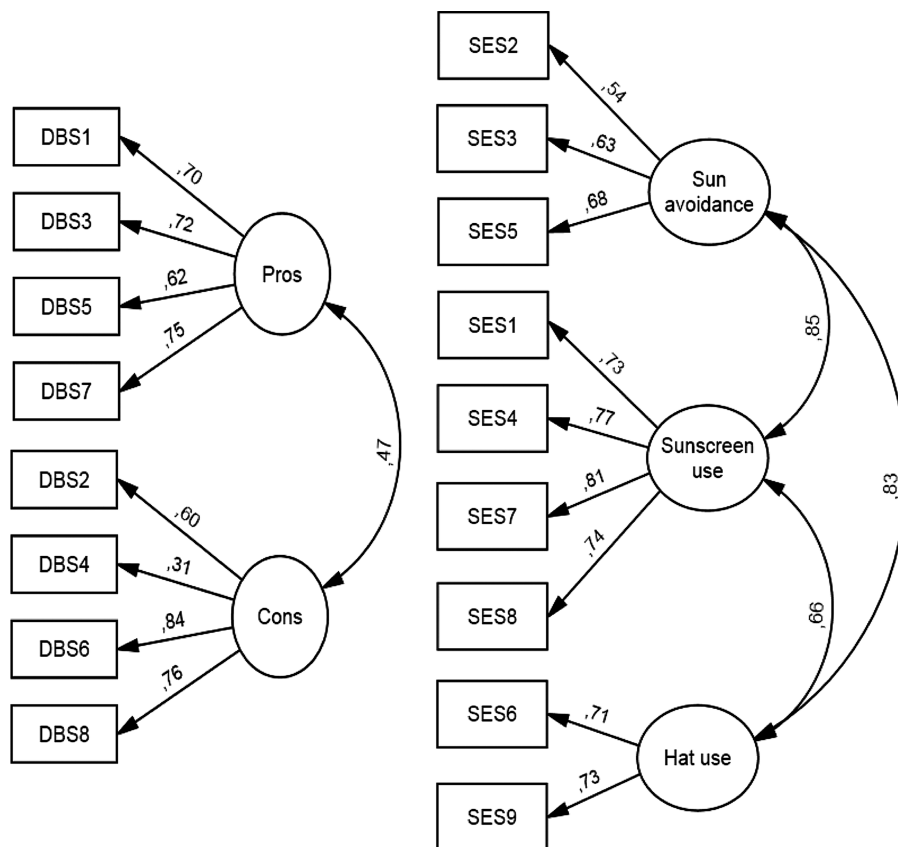 DBS1
,70
DBS3
,72
DBS5
,62
DBS7
,75
Pros
,47
DBS2
,60
DBS4
,31
DBS6
,84
DBS8
,76
Cons
SES2
,54
SES3
,63
SES5
,68
Sun
avoidance
,85
SES1
,73
SES4
,77
SES7
,81
SES8
,74
Sunscreen
use
,83
,66
SES6
,71
SES9
,73
Hat use